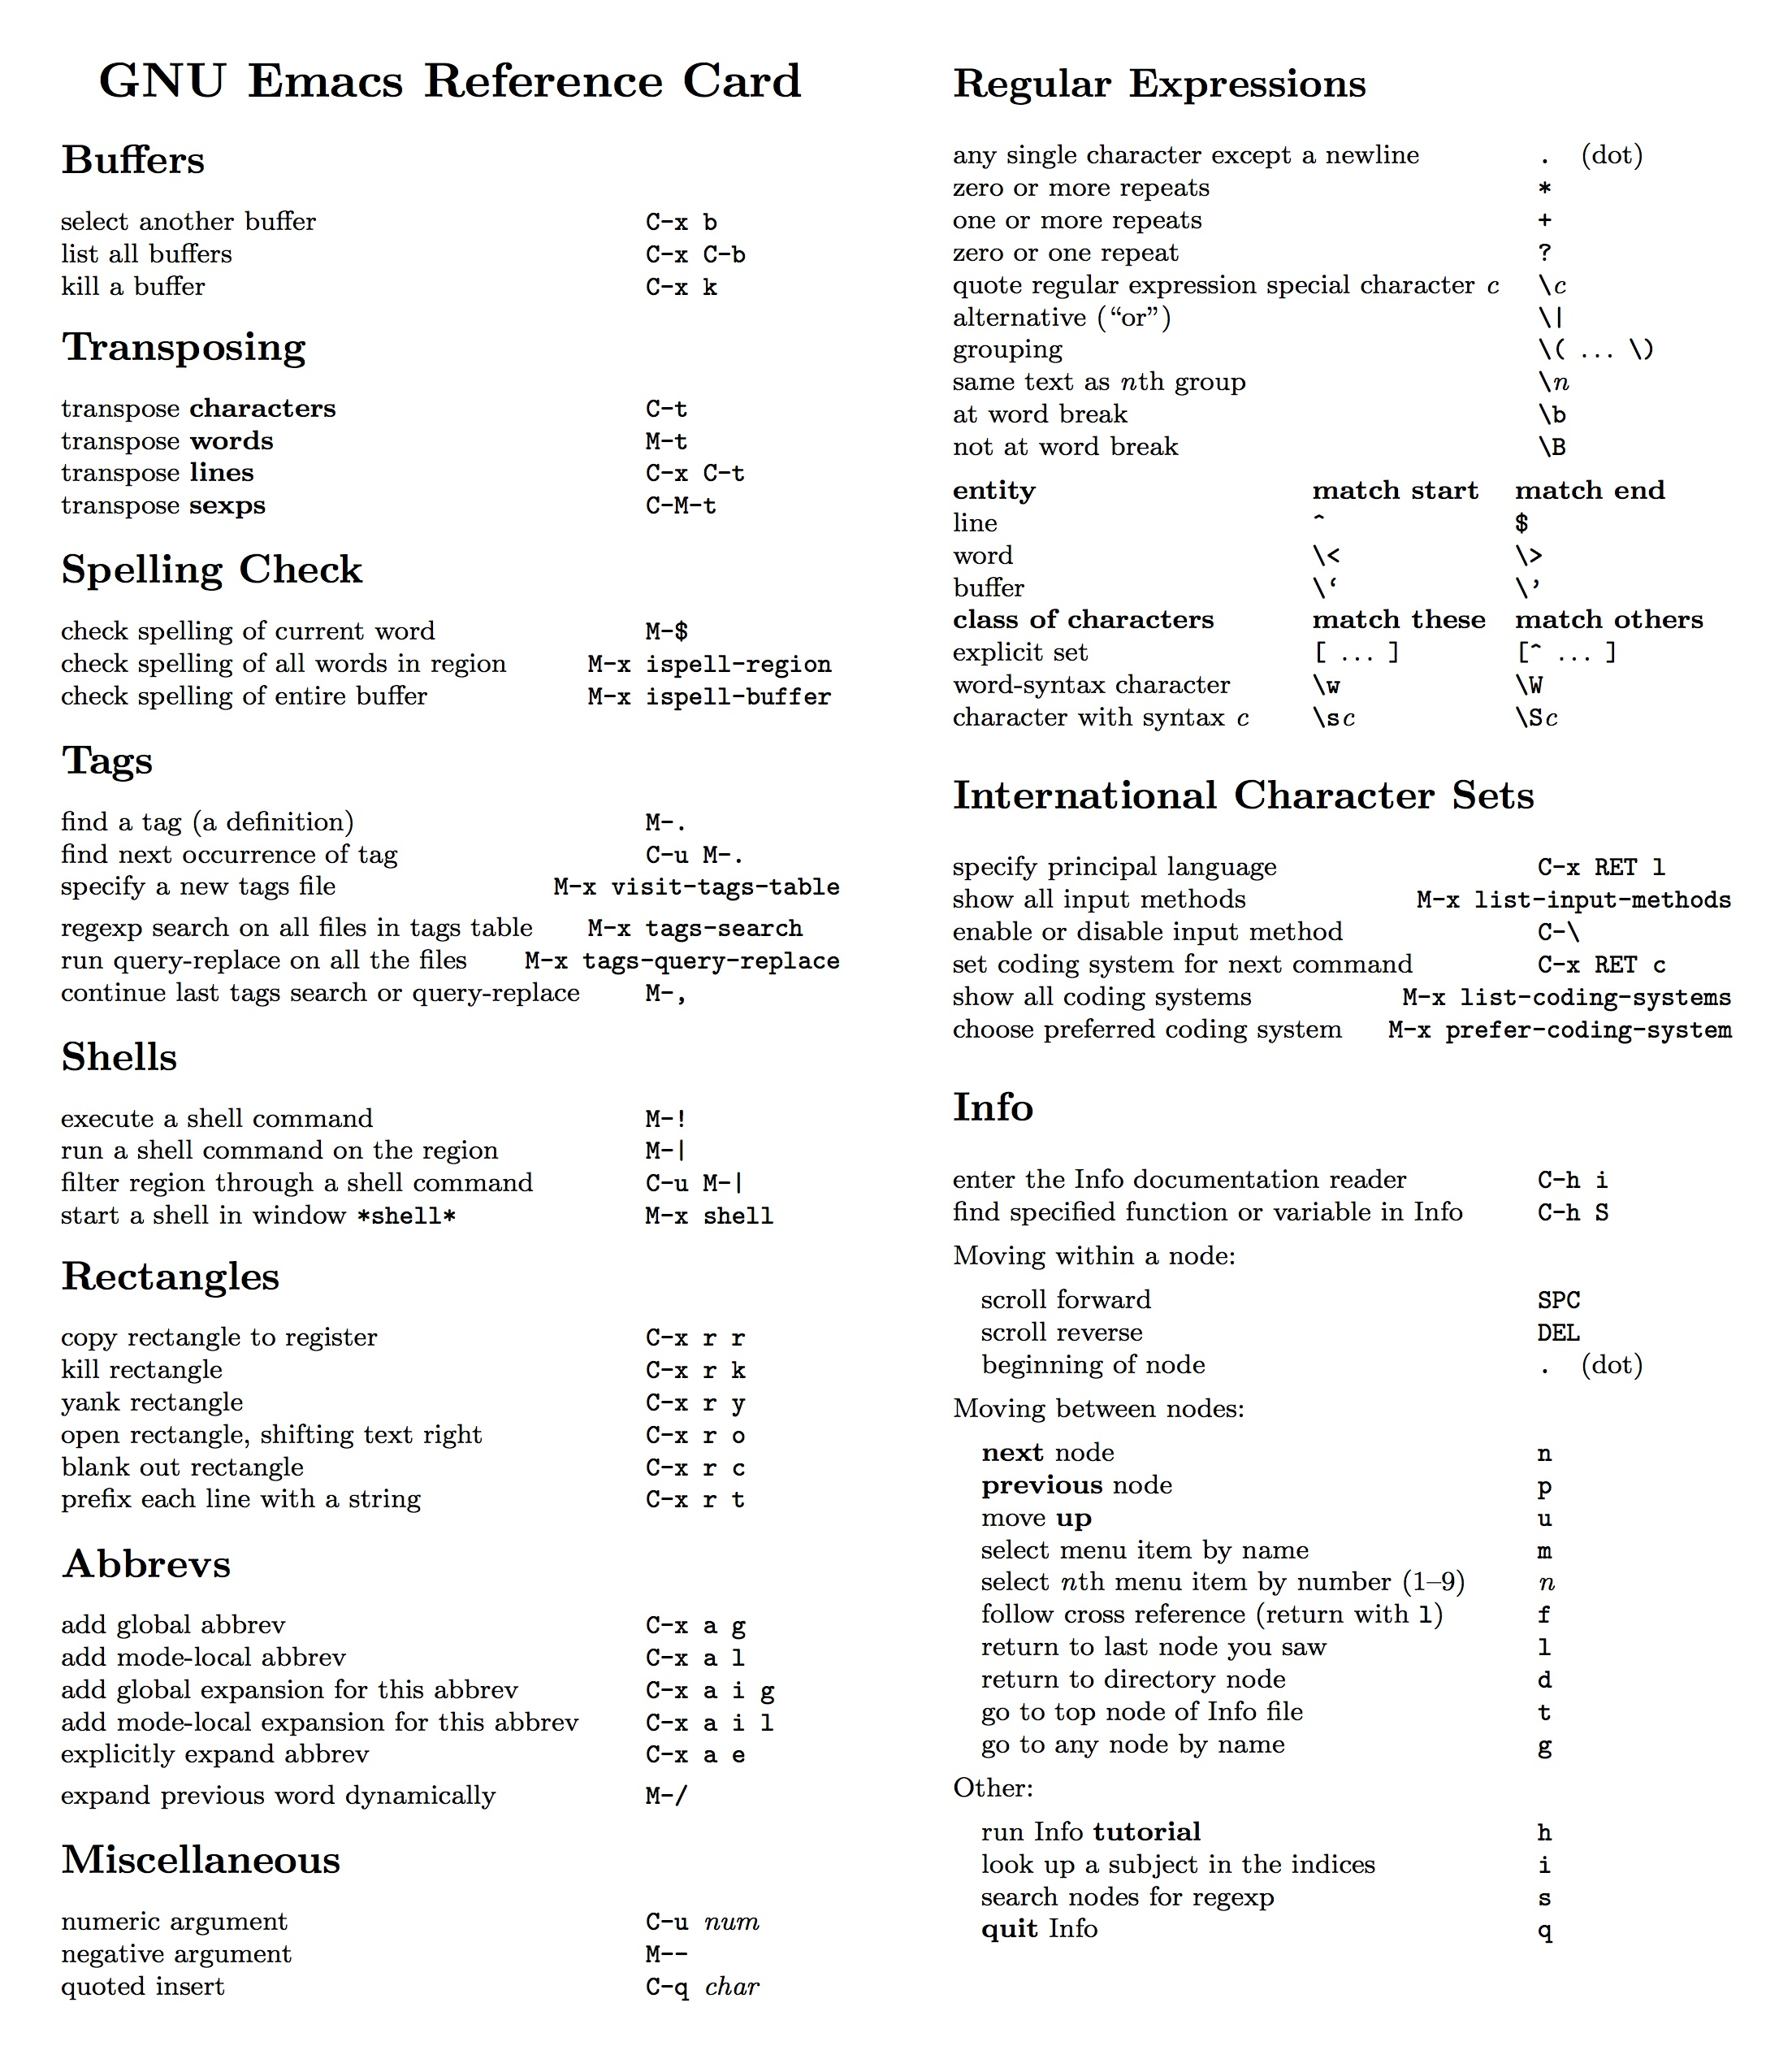 GNU Emacs Reference Card
Buffers
select another buffer C-x b
list all buffers C-x C-b
kill a buffer C-x k
Transposing
transpose characters C-t
transpose words M-t
transpose lines C-x C-t
transpose sexps C-M-t
Spelling Check
check spelling of current word M-$
check spelling of all words in region M-x ispell-region
check spelling of entire buffer M-x ispell-buffer
Tags
find a tag (a definition) M-.
find next occurrence of tag C-u M-.
specify a new tags file M-x visit-tags-table
regexp search on all files in tags table M-x tags-search
run query-replace on all the files M-x tags-query-replace
continue last tags search or query-replace M-,
Shells
execute a shell command M-!
run a shell command on the region M-|
filter region through a shell command C-u M-|
start a shell in window *shell* M-x shell
Rectangles
copy rectangle to register C-x r r
kill rectangle C-x r k
yank rectangle C-x r y
open rectangle, shifting text right C-x r o
blank out rectangle C-x r c
prefix each line with a string C-x r t
Abbrevs
add global abbrev C-x a g
add mode-local abbrev C-x a l
add global expansion for this abbrev C-x a i g
add mode-local expansion for this abbrev C-x a i l
explicitly expand abbrev C-x a e
expand previous word dynamically M-/
Miscellaneous
numeric argument C-u num
negative argument M--
quoted insert C-q char
Regular Expressions
any single character except a newline . (dot)
zero or more repeats *
one or more repeats +
zero or one repeat ?
quote regular expression special character c \c
alternative (“or”) \|
grouping \( ... \)
same text as nth group \n
at word break \b
not at word break \B
entity match start match end
line ^ $
word \< \>
buffer \‘ \’
class of characters match these match others
explicit set [ ... ] [^ ... ]
word-syntax character \w \W
character with syntax c \sc \Sc
International Character Sets
specify principal language C-x RET l
show all input methods M-x list-input-methods
enable or disable input method C-\
set coding system for next command C-x RET c
show all coding systems M-x list-coding-systems
choose preferred coding system M-x prefer-coding-system
Info
enter the Info documentation reader C-h i
find specified function or variable in Info C-h S
Moving within a node:
scroll forward SPC
scroll reverse DEL
beginning of node . (dot)
Moving between nodes:
next node n
previous node p
move up u
select menu item by name m
select nth menu item by number (1–9) n
follow cross reference (return with l) f
return to last node you saw l
return to directory node d
go to top node of Info file t
go to any node by name g
Other:
run Info tutorial h
look up a subject in the indices i
search nodes for regexp s
quit Info q